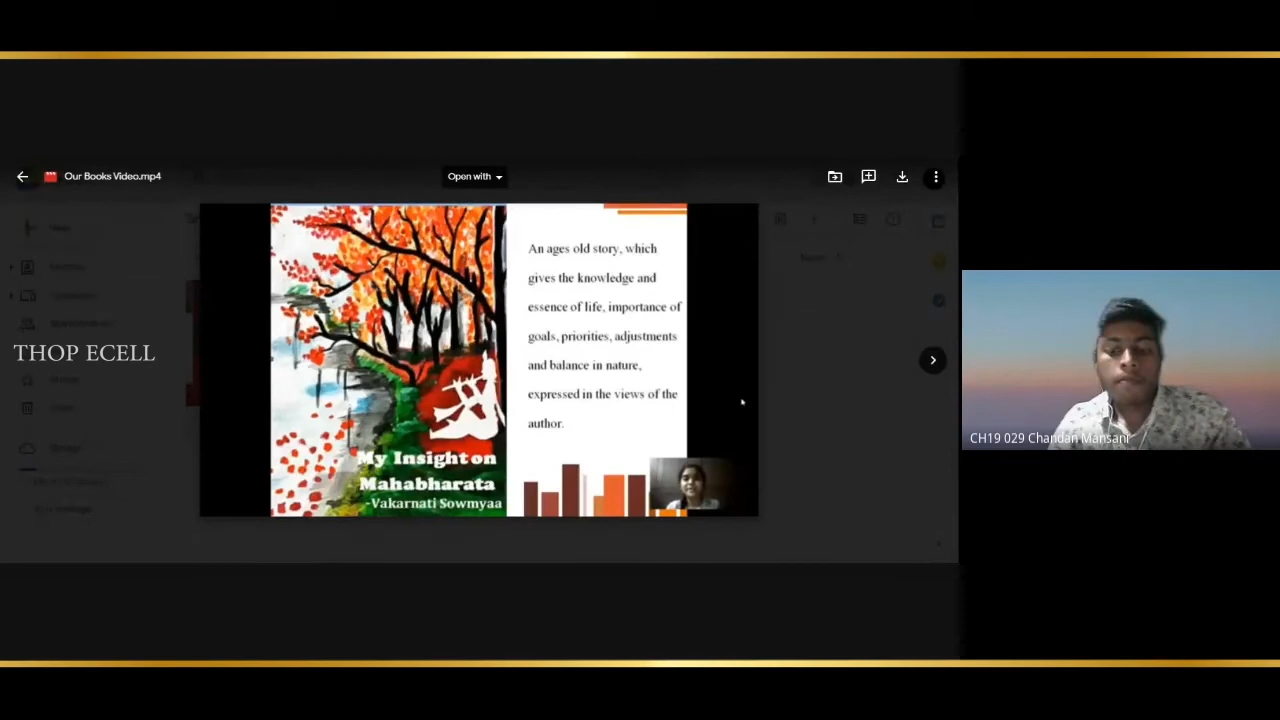 Our Books Video.mp4
Open with
An ages old story, which
gives the knowledge and
essence of life, importance of
goals, priorities, adjustments
and balance in nature,
expressed in the views of the
author.
My Insight on
Mahabharata
-Vakarnati Sowmyaa
THOP ECELL
CH19 029 Chandan Mansani